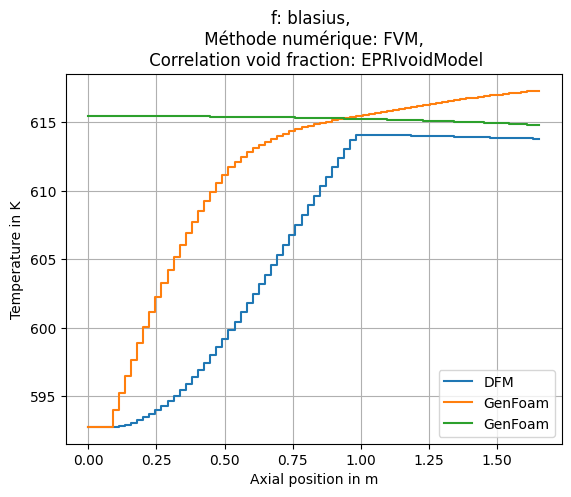 f: blasius,
Méthode numérique: FVM,
Correlation void fraction: EPRIvoidModel
615
610
605
600
595
Temperature in K
0.00
0.25
0.50
0.75
1.00
1.25
1.50
Axial position in m
DFM
GenFoam
GenFoam